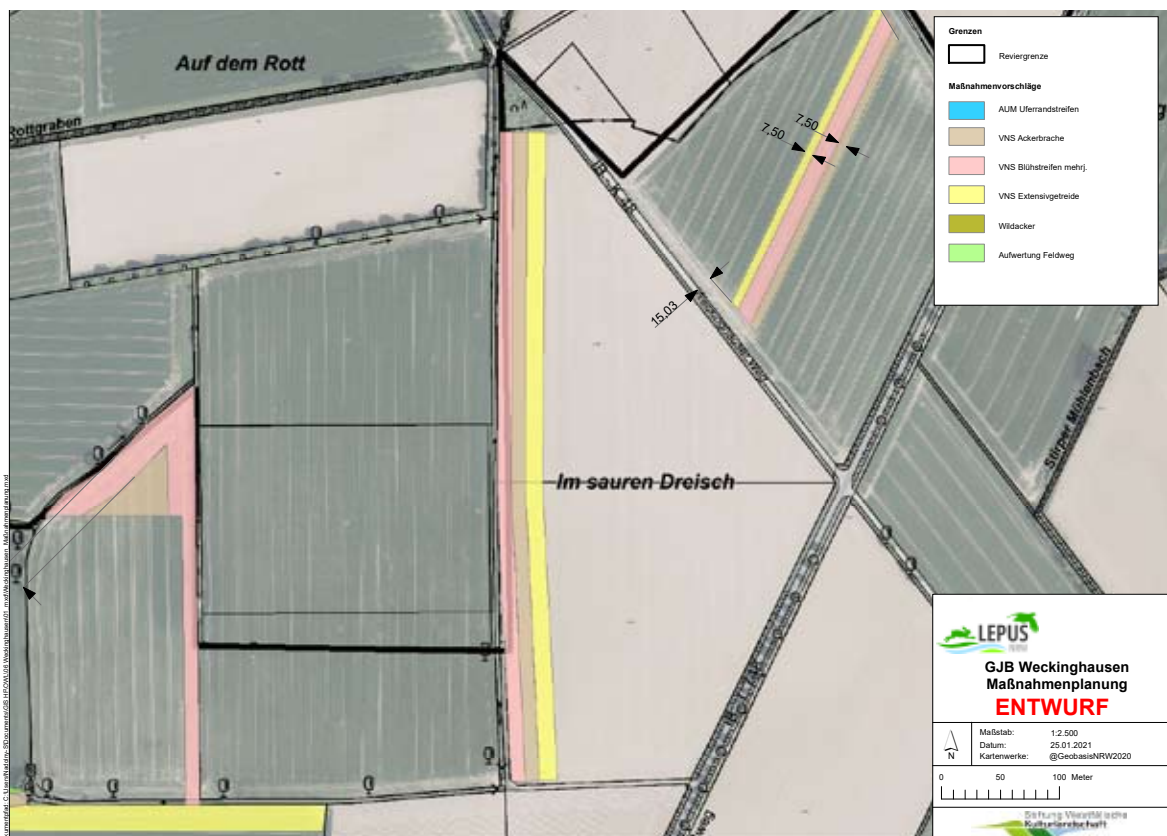 Auf dem Rott
Rottgraben
Im sauren Dreisch
7,50
7,50
15,03
Stirper Mühlenbach
Grenzen
Reviergrenze
Maßnahmenvorschläge
AUM Uferrandstreifen
VNS Ackerbrache
VNS Blühstreifen mehrj.
VNS Extensivgetreide
Wildacker
Aufwertung Feldweg
LEPUS
NRW
GJB Weckinghausen
Maßnahmenplanung
ENTWURF
N
Maßstab: 1:2.500
Datum: 25.01.2021
Kartenwerke: @GeobasisNRW2020
0 50 100 Meter
Stiftung Westfälische
Kulturlandschaft